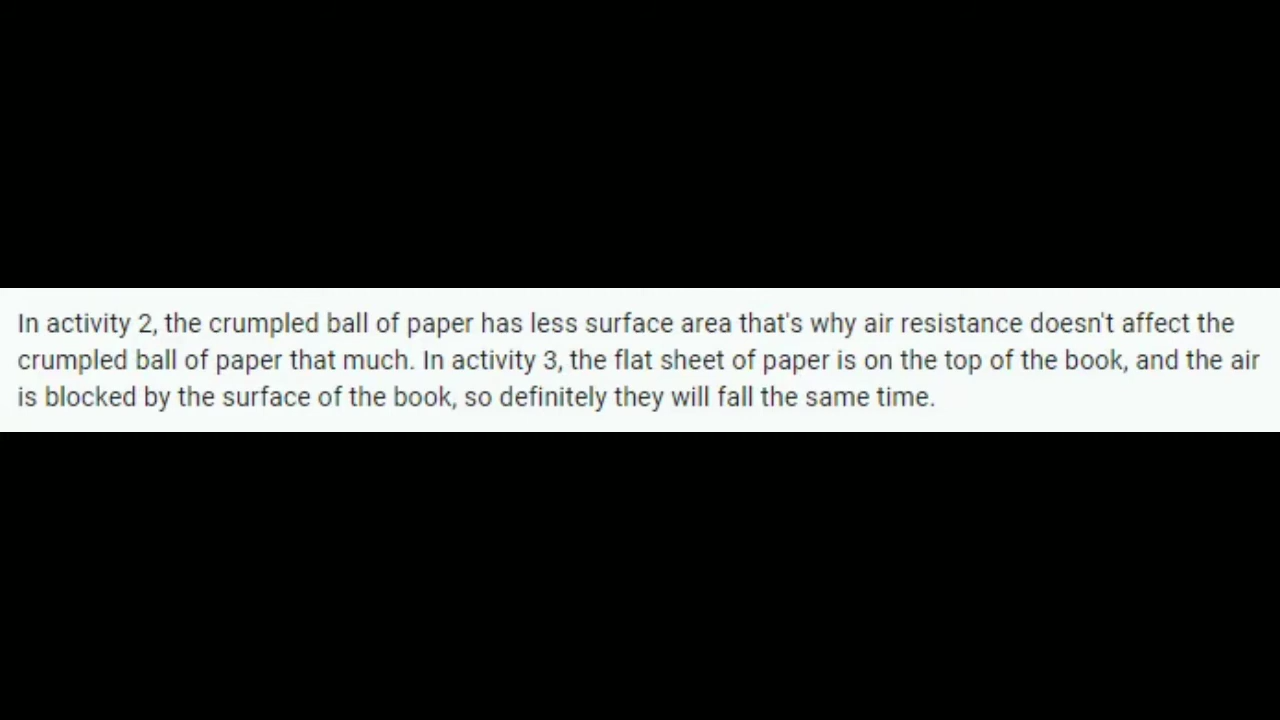 In activity 2, the crumpled ball of paper has less surface area that's why air resistance doesn't affect the
crumpled ball of paper that much. In activity 3, the flat sheet of paper is on the top of the book, and the air
is blocked by the surface of the book, so definitely they will fall the same time.